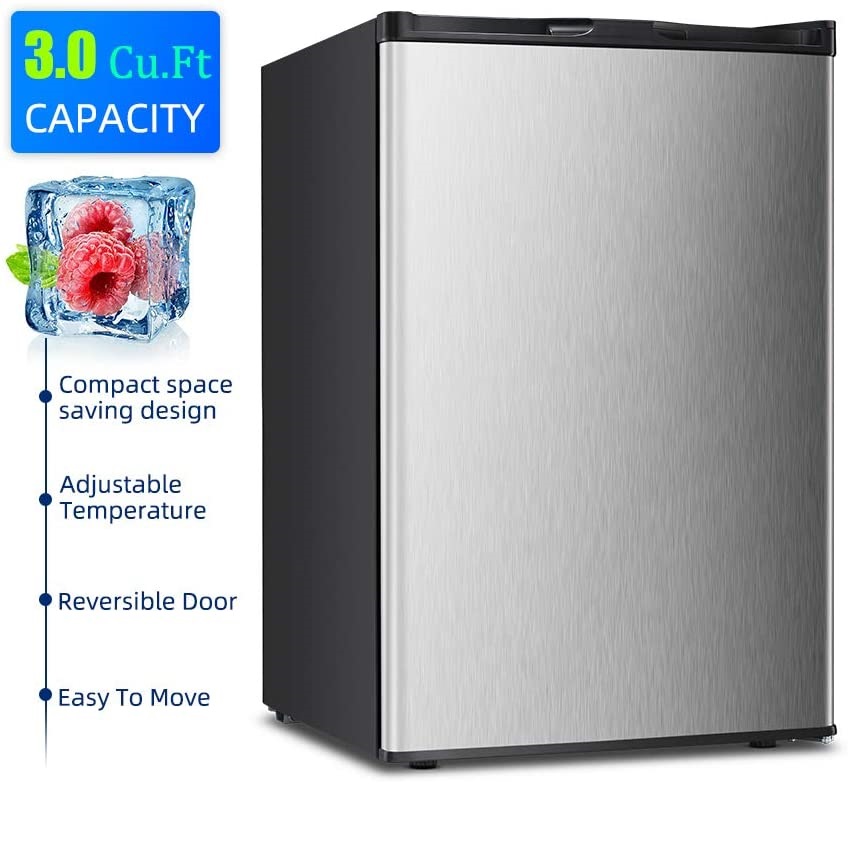 3.0 Cu.Ft
CAPACITY
Compact space
saving design
Adjustable
Temperature
Reversible Door
Easy To Move